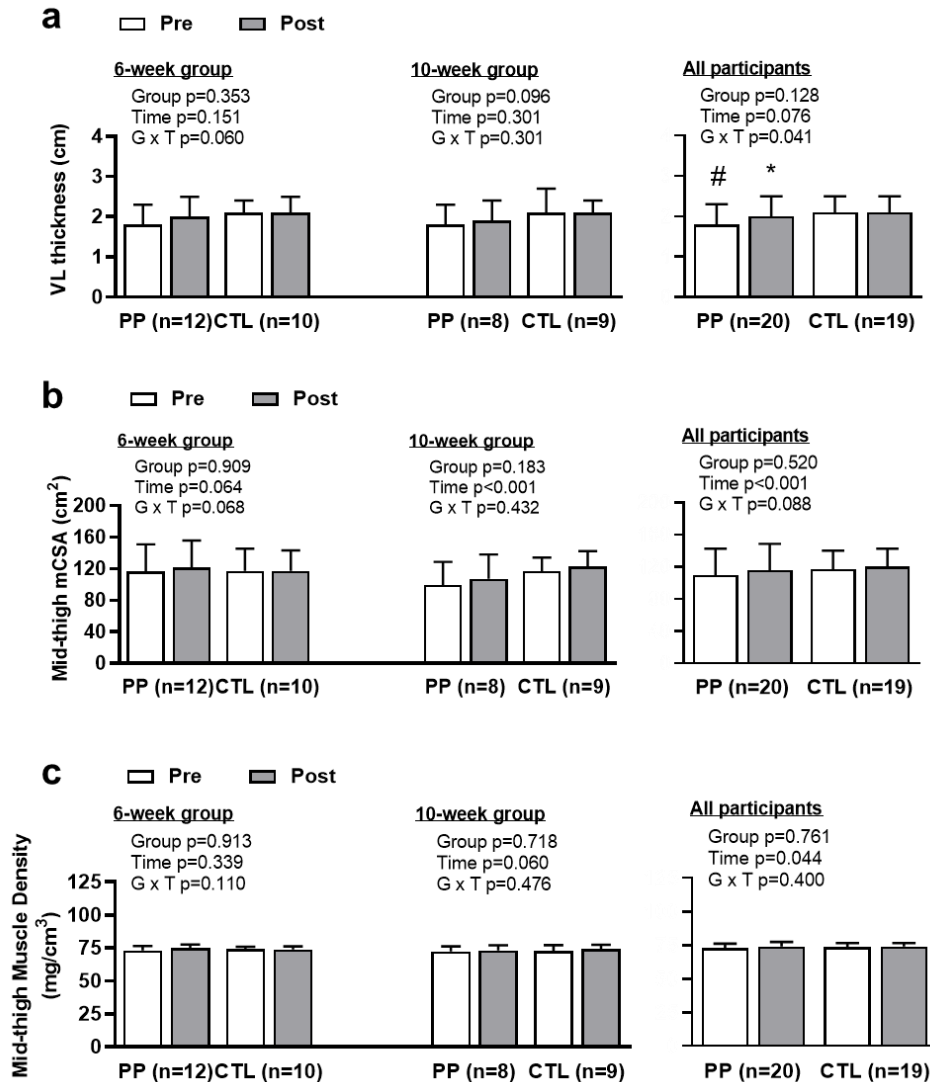 a
Pre Post
6-week group
Group p=0.353
Time p=0.151
G x T p=0.060
10-week group
Group p=0.096
Time p=0.301
G x T p=0.301
All participants
Group p=0.128
Time p=0.076
G x T p=0.041
VL thickness (cm)
4
3
2
1
0
# *
PP (n=12) CTL (n=10)
PP (n=8) CTL (n=9)
PP (n=20) CTL (n=19)
b
Pre Post
6-week group
Group p=0.909
Time p=0.064
G x T p=0.068
10-week group
Group p=0.183
Time p<0.001
G x T p=0.432
All participants
Group p=0.520
Time p<0.001
G x T p=0.088
Mid-thigh mCSA (cm²)
200
160
120
80
40
0
PP (n=12) CTL (n=10)
PP (n=8) CTL (n=9)
PP (n=20) CTL (n=19)
c
Pre Post
6-week group
Group p=0.913
Time p=0.339
G x T p=0.110
10-week group
Group p=0.718
Time p=0.060
G x T p=0.476
All participants
Group p=0.761
Time p=0.044
G x T p=0.400
Mid-thigh Muscle Density
(mg/cm³)
125
100
75
50
25
0
PP (n=12) CTL (n=10)
PP (n=8) CTL (n=9)
PP (n=20) CTL (n=19)